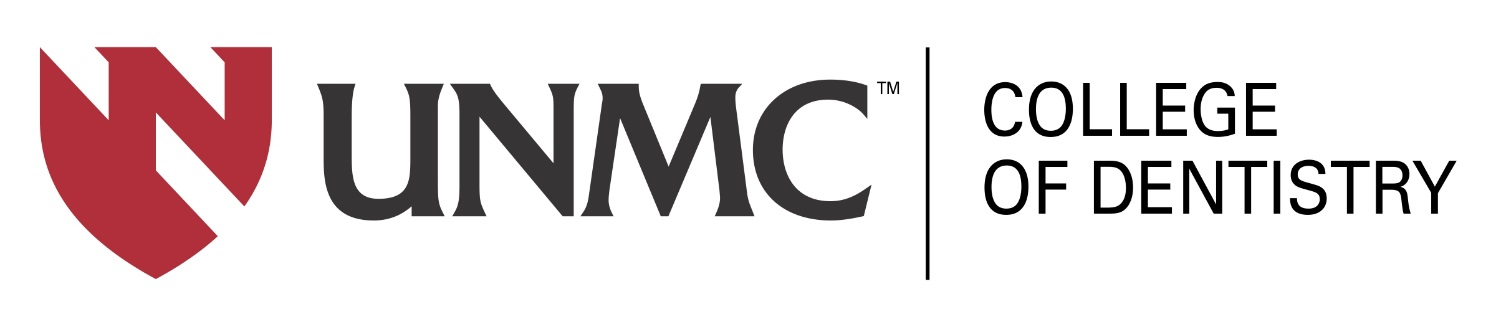 UNMC™
COLLEGE
OF DENTISTRY